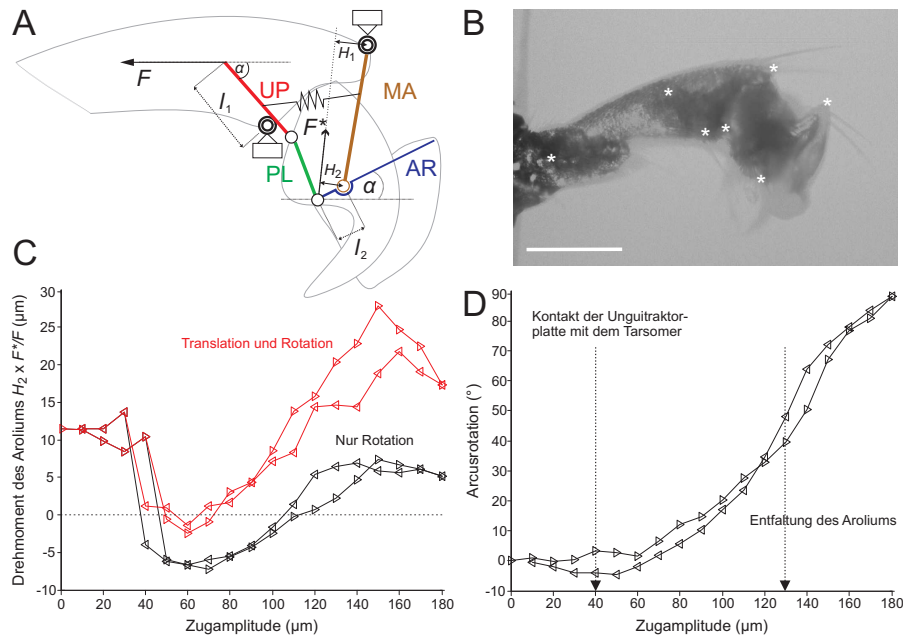 A
H1
α
F
UP
MA
l1
F*
PL
H2
AR
α
l2
B
*
*
*
*
*
*
*
C
Drehmoment des Aroliums H2 x F*/F (µm)
30
25
20
15
10
5
0
-5
-10
Translation und Rotation
Nur Rotation
0 20 40 60 80 100 120 140 160 180
Zugamplitude (µm)
D
Arcusrotation (°)
90
80
70
60
50
40
30
20
10
0
-10
Kontakt der Unguitraktor-
platte mit dem Tarsomer
Entfaltung des Aroliums
0 20 40 60 80 100 120 140 160 180
Zugamplitude (µm)